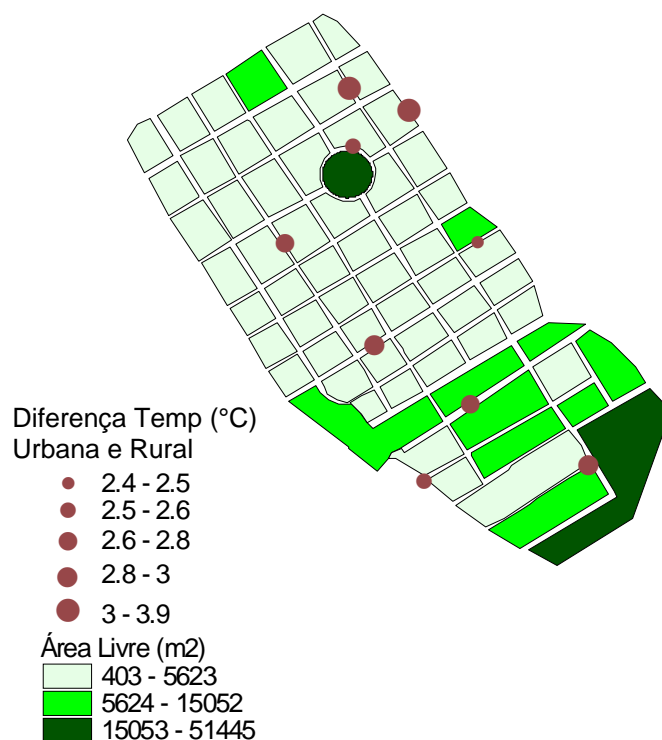 Diferença Temp (°C)
Urbana e Rural
2.4 - 2.5
2.5 - 2.6
2.6 - 2.8
2.8 - 3
3 - 3.9
Área Livre (m2)
403 - 5623
5624 - 15052
15053 - 51445